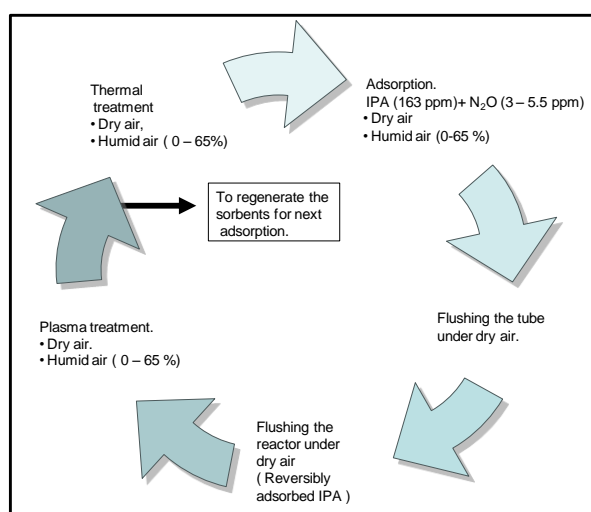 Thermal
treatment
• Dry air,
• Humid air ( 0 – 65%)
Adsorption.
IPA (163 ppm)+ N₂O (3 – 5.5 ppm)
• Dry air
• Humid air (0-65 %)
To regenerate the
sorbents for next
adsorption.
Flushing the tube
under dry air.
Plasma treatment.
• Dry air.
• Humid air ( 0 – 65 %)
Flushing the
reactor under
dry air
( Reversibly
adsorbed IPA )